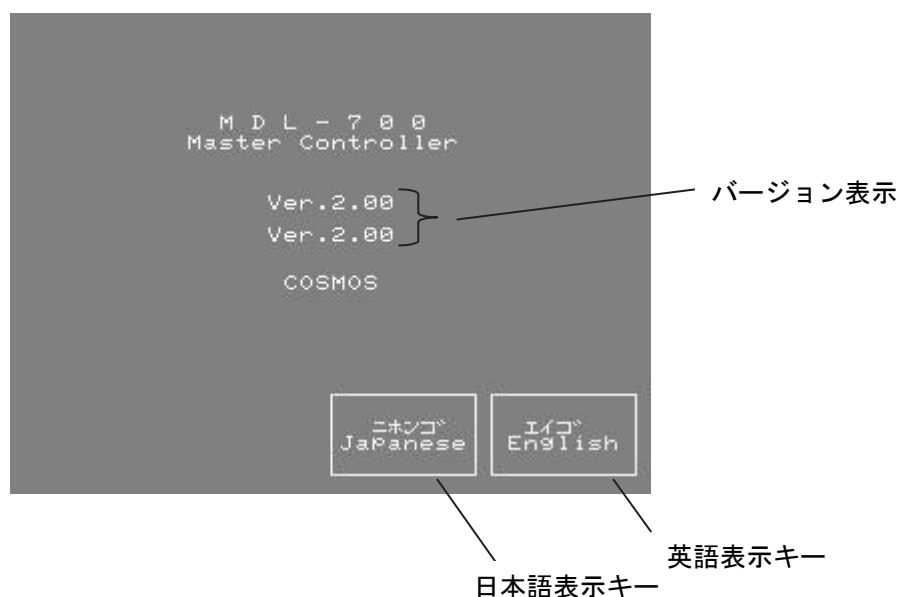 M D L － 7 0 0
Master Controller
Ver.2.00
Ver.2.00
バージョン表示
COSMOS
ニホンゴ
Japanese
エイゴ
English
英語表示キー
日本語表示キー